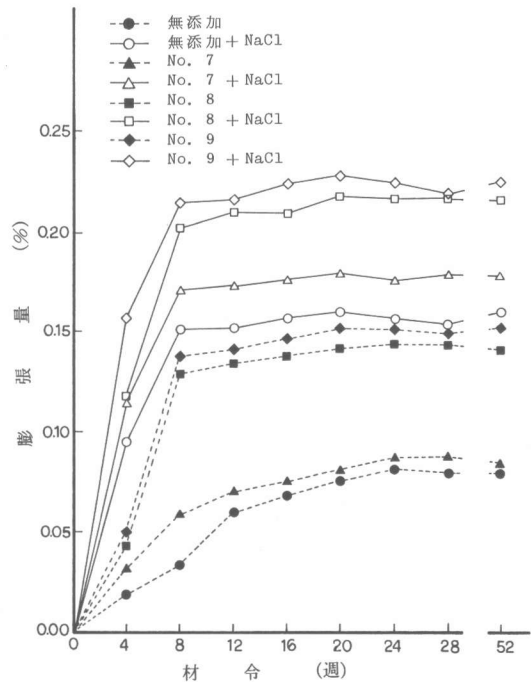 無添加
無添加 + NaCl
No. 7
No. 7 + NaCl
No. 8
No. 8 + NaCl
No. 9
No. 9 + NaCl
膨張量 (%)
0.25
0.20
0.15
0.10
0.05
0.00
0 4 8 12 16 20 24 28 52
材 令 (週)